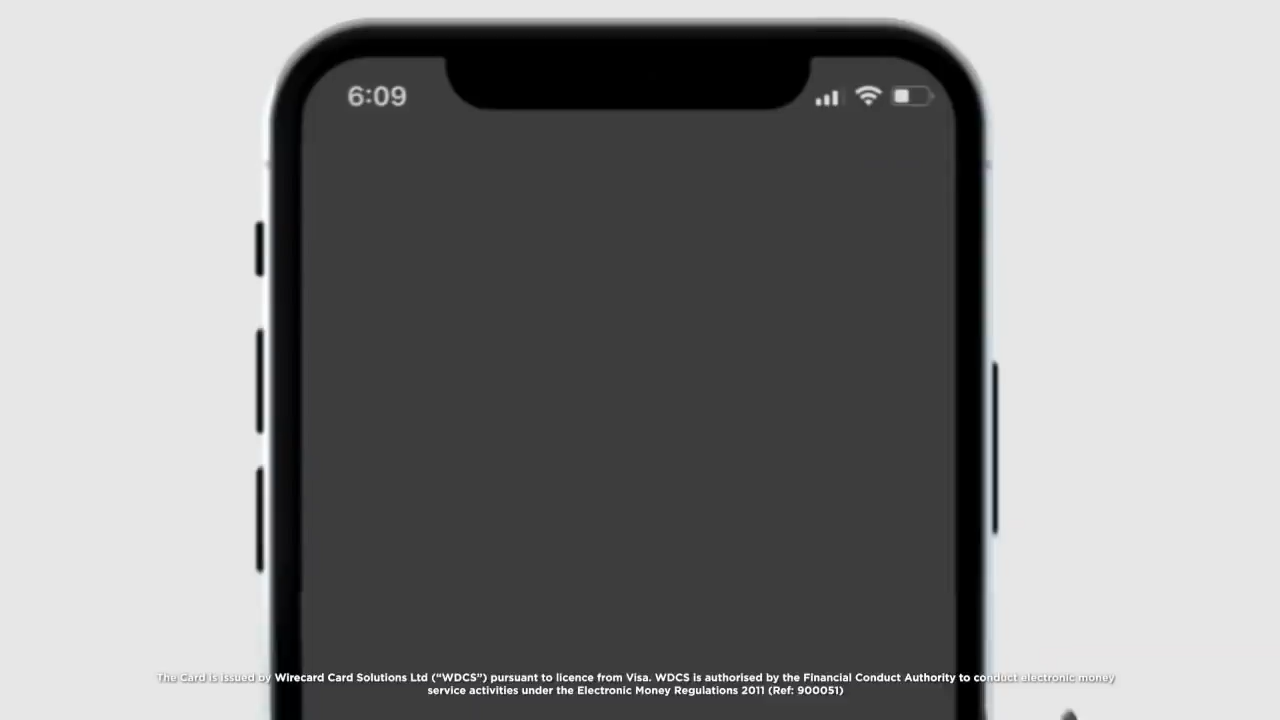 6:09
The Card is issued by Wirecard Card Solutions Ltd (“WDCS”) pursuant to licence from Visa. WDCS is authorised by the Financial Conduct Authority to conduct electronic money
service activities under the Electronic Money Regulations 2011 (Ref: 900051)